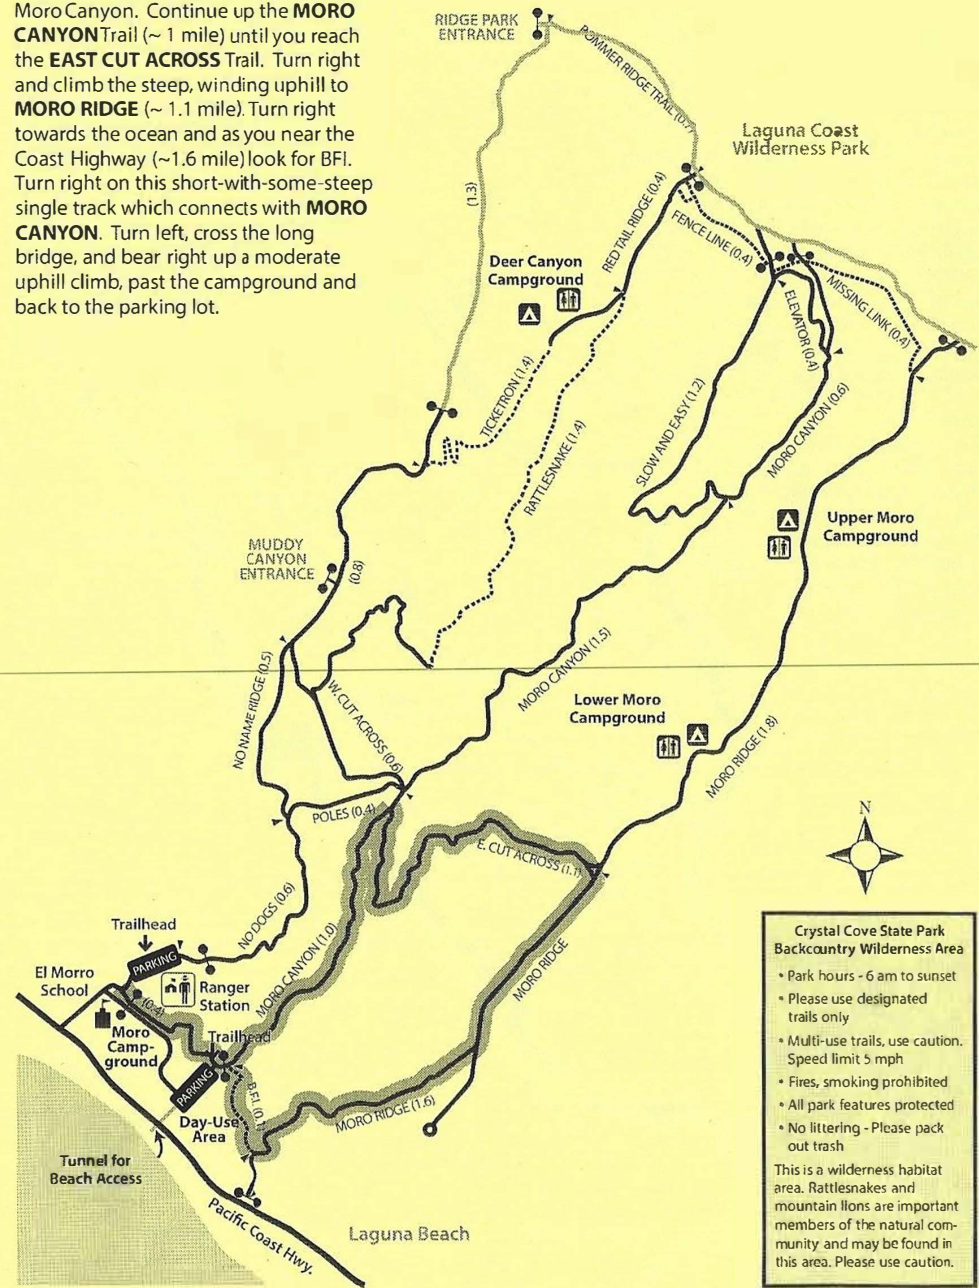 Moro Canyon. Continue up the MORO
CANYON Trail (~ 1 mile) until you reach
the EAST CUT ACROSS Trail. Turn right
and climb the steep, winding uphill to
MORO RIDGE (~ 1.1 mile). Turn right
towards the ocean and as you near the
Coast Highway (~1.6 mile) look for BFI.
Turn right on this short-with-some-steep
single track which connects with MORO
CANYON. Turn left, cross the long
bridge, and bear right up a moderate
uphill climb, past the campground and
back to the parking lot.
RIDGE PARK
ENTRANCE
BOMMER RIDGE TRAIL (0.7)
Laguna Coast
Wilderness Park
(1.3)
RED TAIL RIDGE (0.4)
FENCE LINE (0.4)
Deer Canyon
Campground
ELEVATOR (0.4)
MISSING LINK (0.4)
TICKETRON (1.4)
RATTLESNAKE (1.4)
SLOW AND EASY (1.2)
MORO CANYON (0.6)
Upper Moro
Campground
MUDDY
CANYON
ENTRANCE
(0.8)
NO NAME RIDGE (0.5)
W. CUT ACROSS (0.6)
MORO CANYON (1.5)
Lower Moro
Campground
MORO RIDGE (1.8)
POLES (0.4)
E. CUT ACROSS (1.1)
N
NO DOGS (0.6)
MORO CANYON (1.0)
MORO RIDGE
Trailhead
PARKING
El Morro
School
Ranger
Station
(0.4)
Moro
Camp-
ground
Trailhead
PARKING
B.F.I. (0.1)
Day-Use
Area
MORO RIDGE (1.6)
Tunnel for
Beach Access
Pacific Coast Hwy.
Laguna Beach
Crystal Cove State Park
Backcountry Wilderness Area
• Park hours - 6 am to sunset
• Please use designated
trails only
• Multi-use trails, use caution.
Speed limit 5 mph
• Fires, smoking prohibited
• All park features protected
• No littering - Please pack
out trash
This is a wilderness habitat
area. Rattlesnakes and
mountain lions are important
members of the natural com-
munity and may be found in
this area. Please use caution.